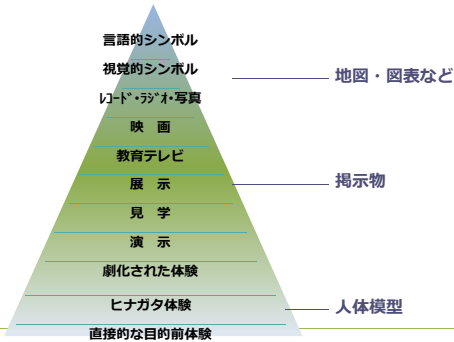 言語的シンボル
視覚的シンボル
地図・図表など
ﾚｺｰﾄﾞ・ﾗｼﾞｵ・写真
映　画
教育テレビ
展　示
掲示物
見　学
演　示
劇化された体験
ヒナガタ体験
人体模型
直接的な目的前体験